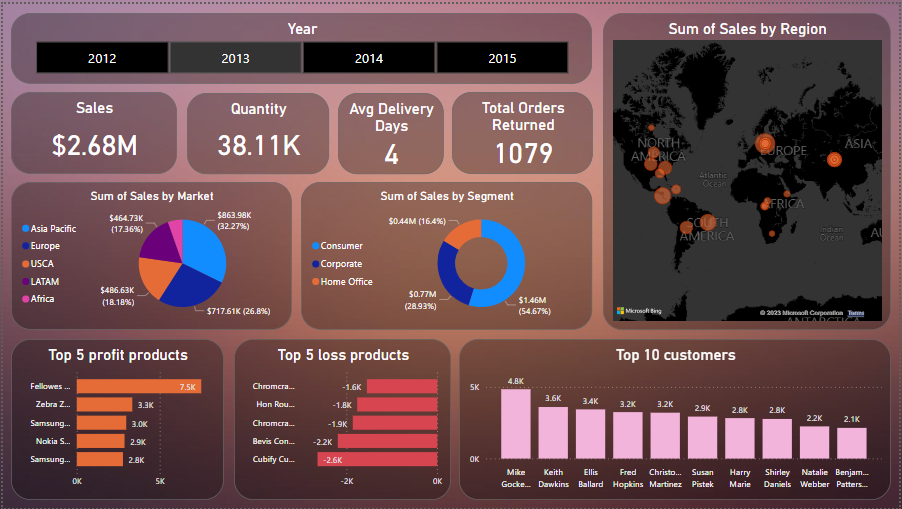 Year
2012
2013
2014
2015
Sales
$2.68M
Quantity
38.11K
Avg Delivery
Days
4
Total Orders
Returned
1079
Sum of Sales by Region
NORTH
AMERICA
EUROPE
ASIA
Atlantic
Ocean
AFRICA
SOUTH
AMERICA
Indian
Ocean
AU
ANTARCTICA
Microsoft Bing
© 2023 Microsoft Corporation Terms
Sum of Sales by Market
Asia Pacific
Europe
USCA
LATAM
Africa
$464.73K
(17.36%)
$863.98K
(32.27%)
$486.63K
(18.18%)
$717.61K (26.8%)
Sum of Sales by Segment
Consumer
Corporate
Home Office
$0.44M (16.4%)
$0.77M
(28.93%)
$1.46M
(54.67%)
Top 5 profit products
Fellowes ...
7.5K
Zebra Z...
3.3K
Samsung...
3.0K
Nokia S...
2.9K
Samsung...
2.8K
0K
5K
Top 5 loss products
Chromcra...
-1.6K
Hon Rou...
-1.8K
Chromcra...
-1.9K
Bevis Con...
-2.2K
Cubify Cu...
-2.6K
-2K
0K
Top 10 customers
5K
0K
4.8K
3.6K
3.4K
3.2K
3.2K
2.9K
2.8K
2.8K
2.2K
2.1K
Mike
Gocke...
Keith
Dawkins
Ellis
Ballard
Fred
Hopkins
Christo...
Martinez
Susan
Pistek
Harry
Marie
Shirley
Daniels
Natalie
Webber
Benjam...
Patters...